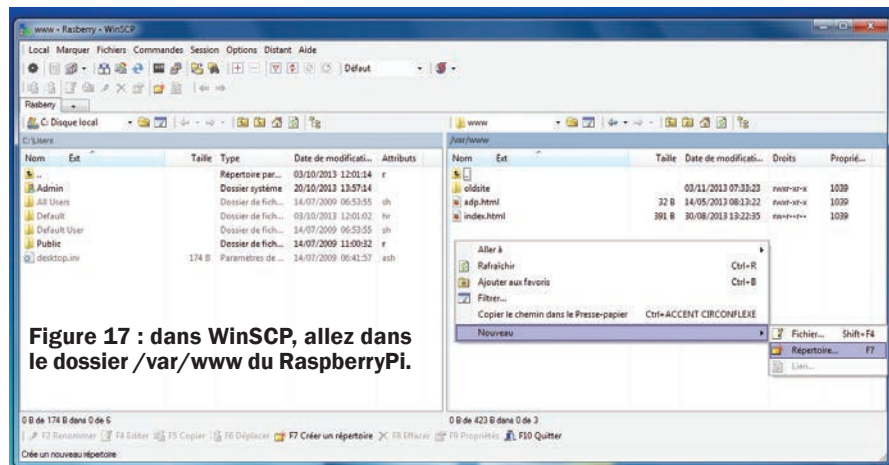 www - Rasberry - WinSCP
Local Marquer Fichiers Commandes Session Options Distant Aide
Défaut
Rasberry
C: Disque local
www
C:\Users
/var/www
Nom Ext Taille Type Date de modificati... Attributs
.. Répertoire par... 03/10/2013 12:01:14 r
Admin Dossier système 20/10/2013 13:57:14
All Users Dossier de fich... 14/07/2009 06:53:55 sh
Default Dossier de fich... 03/10/2013 12:01:02 hr
Default User Dossier de fich... 14/07/2009 06:53:55 sh
Public Dossier de fich... 14/07/2009 11:00:32 r
desktop.ini 174 B Paramètres de ... 14/07/2009 06:41:57 ash
Nom Ext Taille Date de modificati... Droits Proprié...
..
oldsite 03/11/2013 07:33:23 rwxr-xr-x 1039
adp.html 32 B 14/05/2013 08:13:22 rwxr-xr-x 1039
index.html 391 B 30/08/2013 13:22:35 rw-r--r-- 1039
Aller à
Rafraîchir Ctrl+R
Ajouter aux favoris Ctrl+B
Filtrer...
Copier le chemin dans le Presse-papier Ctrl+ACCENT CIRCONFLEXE
Nouveau
Fichier... Shift+F4
Répertoire... F7
Lien...
Figure 17 : dans WinSCP, allez dans
le dossier /var/www du RaspberryPi.
0 B de 174 B dans 0 de 6
0 B de 423 B dans 0 de 3
F2 Renommer F4 Editer F5 Copier F6 Déplacer F7 Créer un répertoire F8 Effacer F9 Propriétés F10 Quitter
Crée un nouveau répertoire